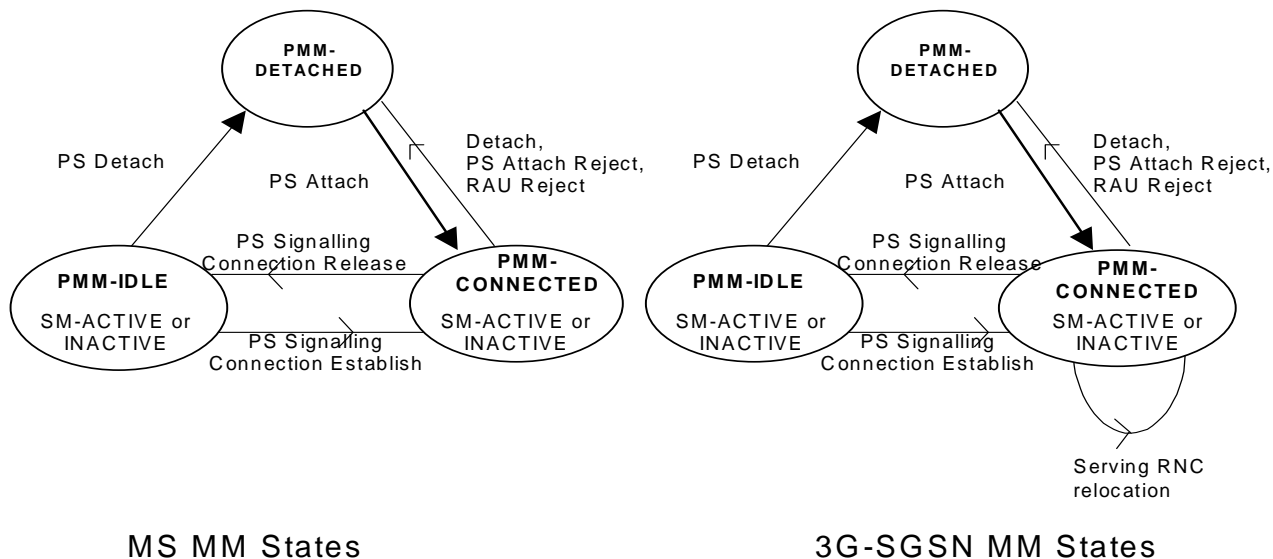 PMM-
DETACHED
PS Detach
PS Attach
Detach,
PS Attach Reject,
RAU Reject
PS Signalling
Connection Release
PMM-IDLE
SM-ACTIVE or
INACTIVE
PMM-
CONNECTED
SM-ACTIVE or
INACTIVE
PS Signalling
Connection Establish
MS MM States
PMM-
DETACHED
PS Detach
PS Attach
Detach,
PS Attach Reject,
RAU Reject
PS Signalling
Connection Release
PMM-IDLE
SM-ACTIVE or
INACTIVE
PMM-
CONNECTED
SM-ACTIVE or
INACTIVE
PS Signalling
Connection Establish
Serving RNC
relocation
3G-SGSN MM States